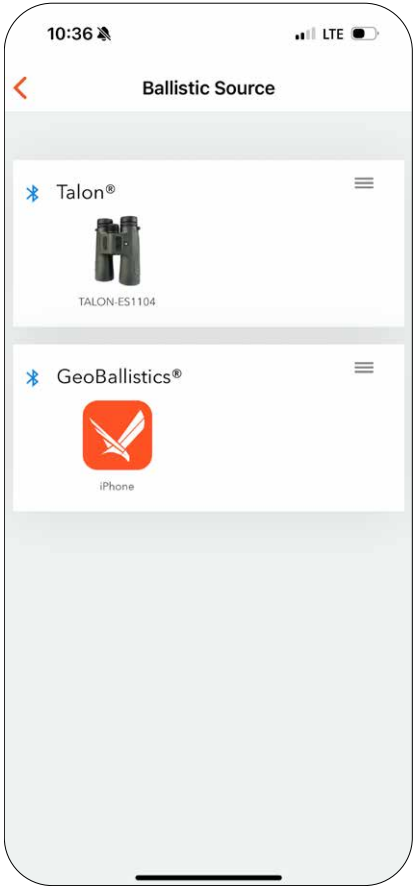 10:36
LTE
Ballistic Source
Talon®
TALON-ES1104
GeoBallistics®
iPhone